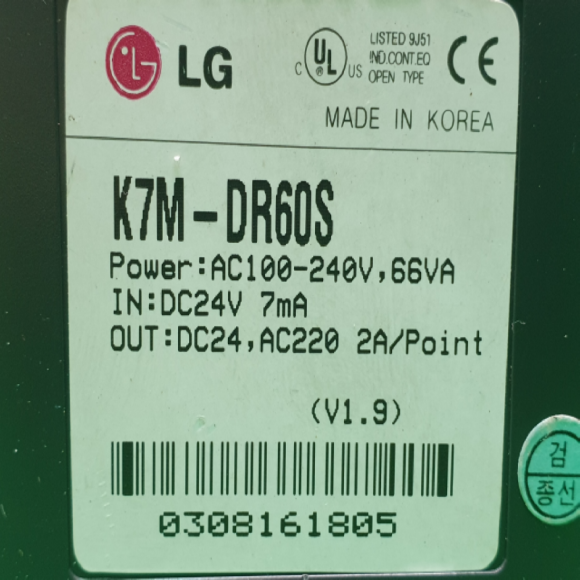 LG
C UL ® US
LISTED 9J51
IND.CONT.EQ
OPEN TYPE
CE
MADE IN KOREA
K7M-DR60S
Power:AC100-240V,66VA
IN:DC24V 7mA
OUT:DC24,AC220 2A/Point
(V1.9)
0308161805
검
종선